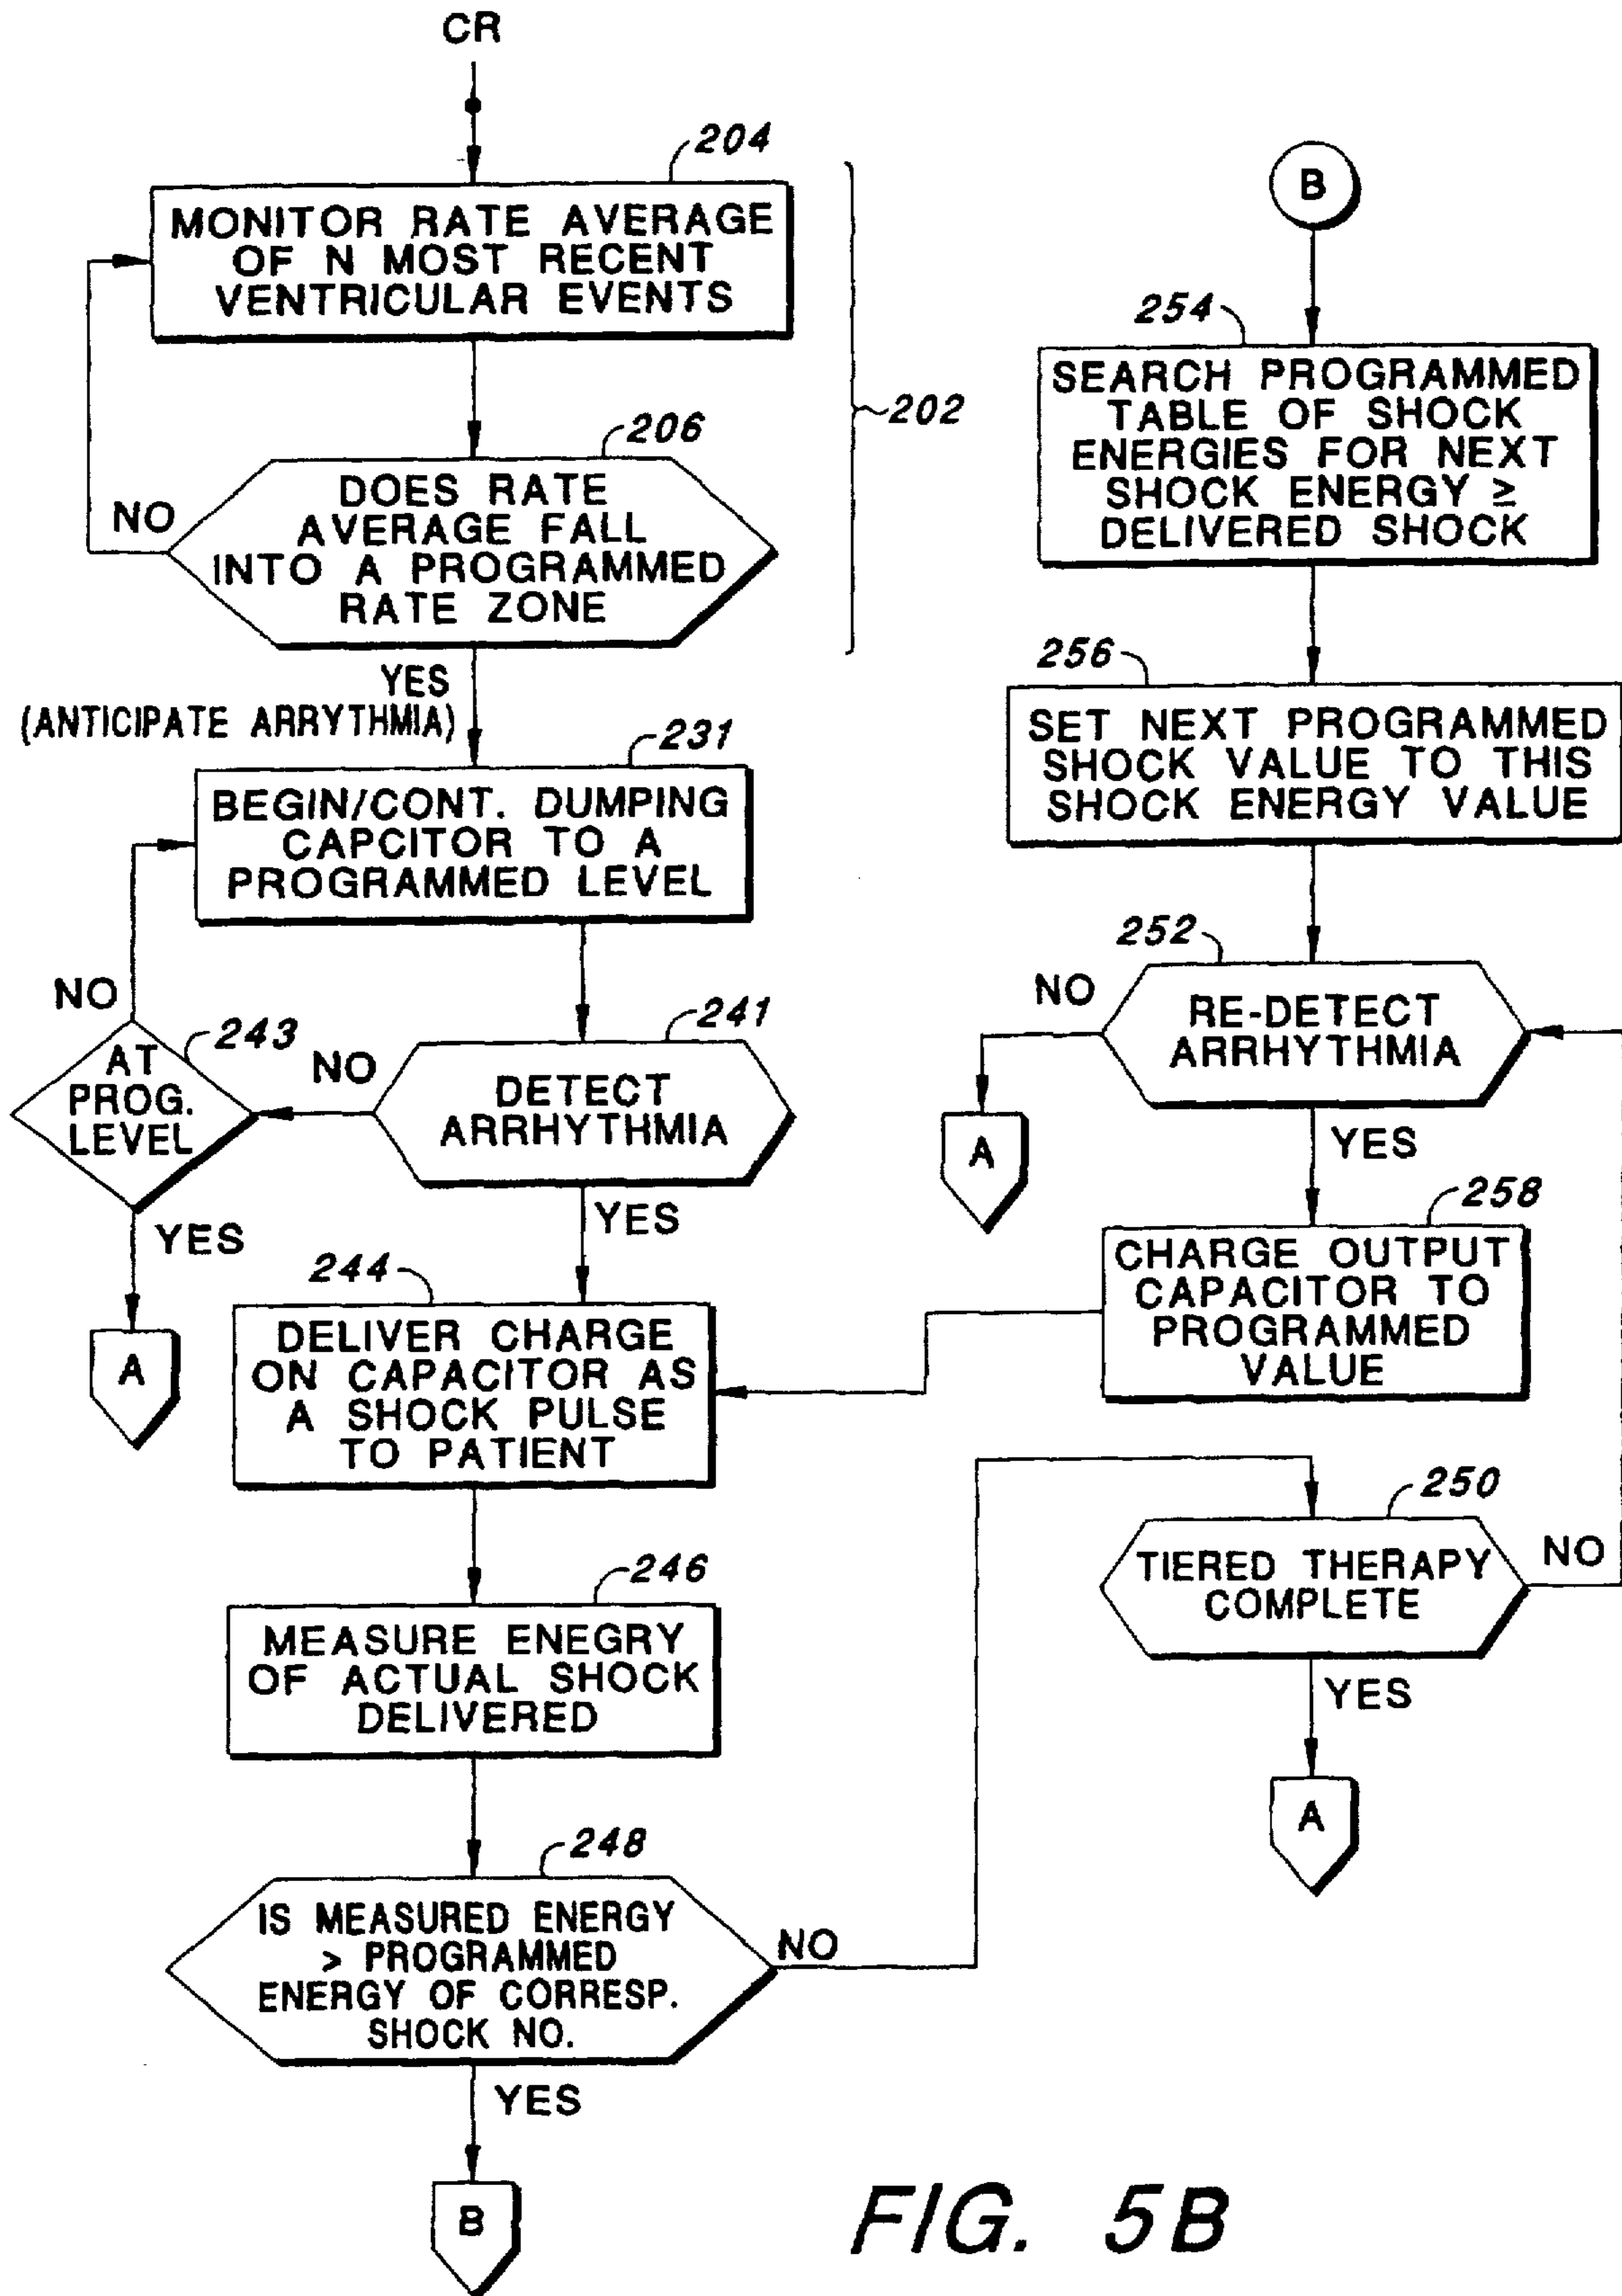 CR
204
MONITOR RATE AVERAGE
OF N MOST RECENT
VENTRICULAR EVENTS
202
206
DOES RATE
AVERAGE FALL
INTO A PROGRAMMED
RATE ZONE
NO
YES
(ANTICIPATE ARRYTHMIA)
231
BEGIN/CONT. DUMPING
CAPCITOR TO A
PROGRAMMED LEVEL
NO
243
AT
PROG.
LEVEL
NO
241
DETECT
ARRHYTHMIA
YES
A
YES
244
DELIVER CHARGE
ON CAPACITOR AS
A SHOCK PULSE
TO PATIENT
246
MEASURE ENEGRY
OF ACTUAL SHOCK
DELIVERED
248
IS MEASURED ENERGY
> PROGRAMMED
ENERGY OF CORRESP.
SHOCK NO.
NO
YES
B
B
254
SEARCH PROGRAMMED
TABLE OF SHOCK
ENERGIES FOR NEXT
SHOCK ENERGY ≥
DELIVERED SHOCK
256
SET NEXT PROGRAMMED
SHOCK VALUE TO THIS
SHOCK ENERGY VALUE
252
NO
RE-DETECT
ARRHYTHMIA
A
YES
258
CHARGE OUTPUT
CAPACITOR TO
PROGRAMMED
VALUE
250
TIERED THERAPY
COMPLETE
NO
YES
A
FIG. 5B